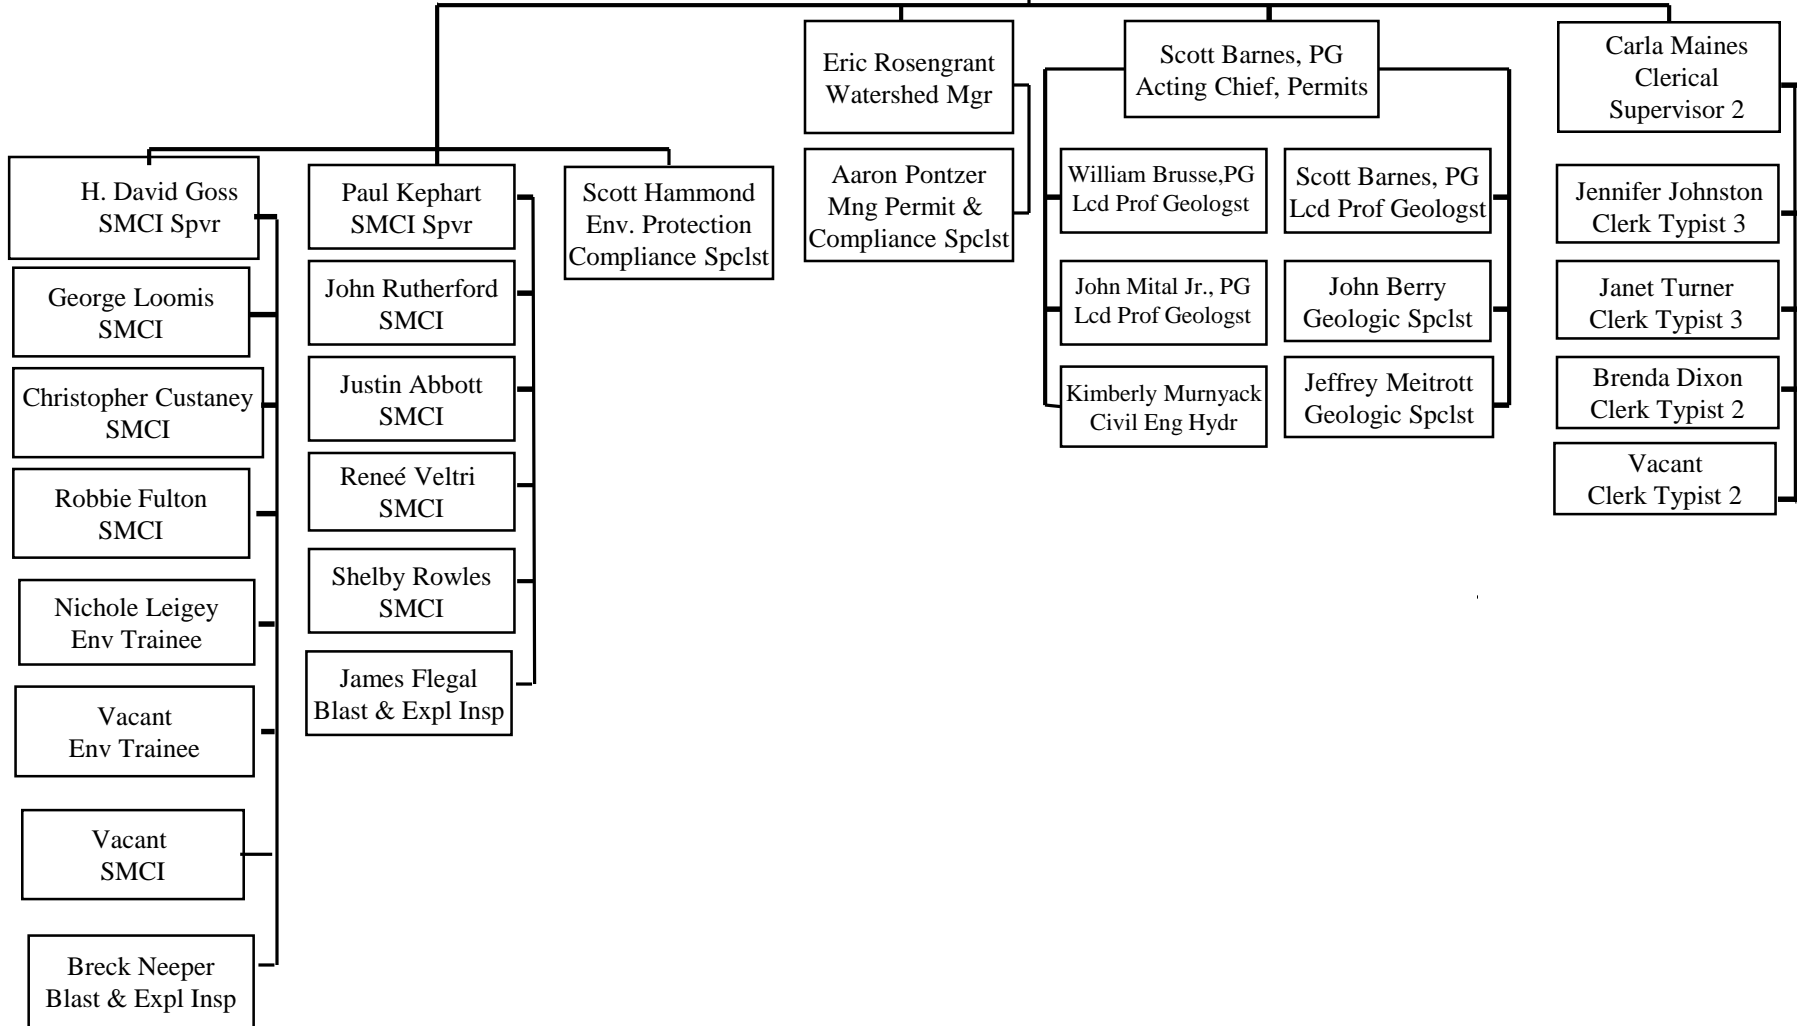 H. David Goss
SMCI Spvr
George Loomis
SMCI
Christopher Custaney
SMCI
Robbie Fulton
SMCI
Nichole Leigey
Env Trainee
Vacant
Env Trainee
Vacant
SMCI
Breck Neeper
Blast & Expl Insp
Paul Kephart
SMCI Spvr
John Rutherford
SMCI
Justin Abbott
SMCI
Reneé Veltri
SMCI
Shelby Rowles
SMCI
James Flegal
Blast & Expl Insp
Scott Hammond
Env. Protection
Compliance Spclst
Eric Rosengrant
Watershed Mgr
Aaron Pontzer
Mng Permit &
Compliance Spclst
Scott Barnes, PG
Acting Chief, Permits
William Brusse,PG
Lcd Prof Geologst
John Mital Jr., PG
Lcd Prof Geologst
Kimberly Murnyack
Civil Eng Hydr
Scott Barnes, PG
Lcd Prof Geologst
John Berry
Geologic Spclst
Jeffrey Meitrott
Geologic Spclst
Carla Maines
Clerical
Supervisor 2
Jennifer Johnston
Clerk Typist 3
Janet Turner
Clerk Typist 3
Brenda Dixon
Clerk Typist 2
Vacant
Clerk Typist 2